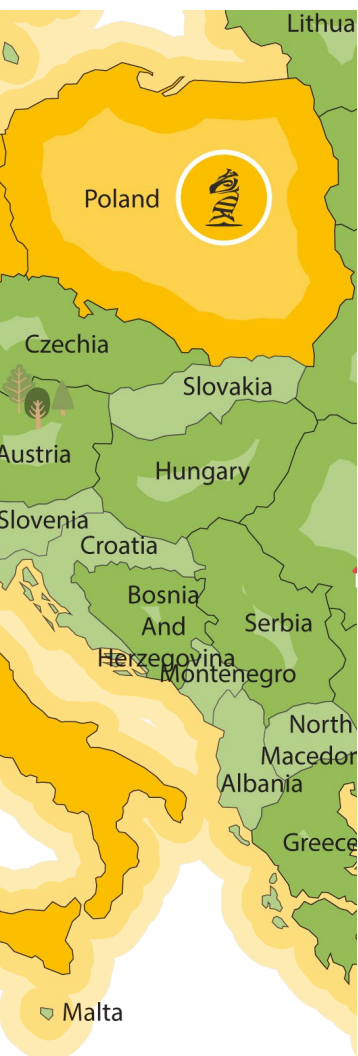 Lithua
Poland
Czechia
Slovakia
Austria
Hungary
Slovenia
Croatia
Bosnia
And
Herzegovina
Serbia
Montenegro
North
Macedon
Albania
Greece
Malta